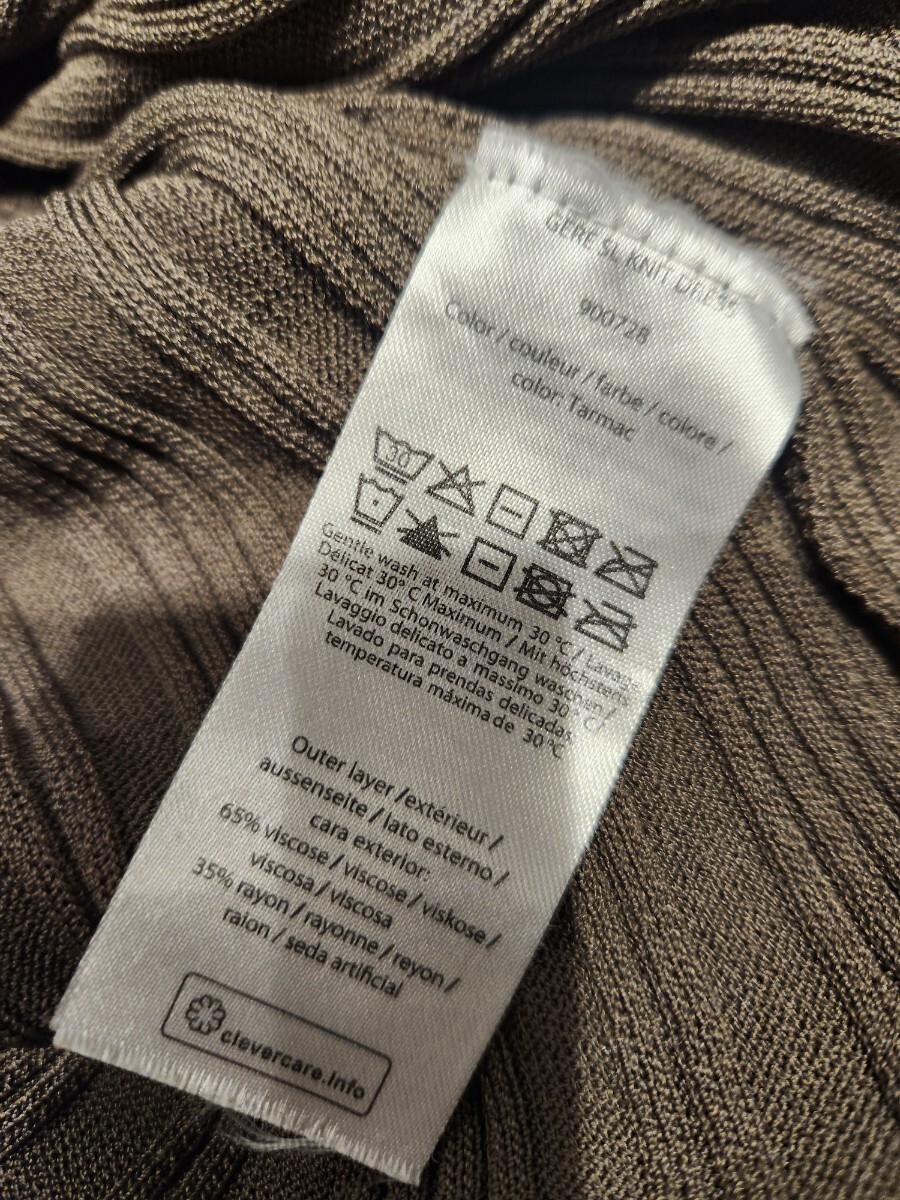 GERE SL KNIT DRESS
900728
Color / couleur / farbe / colore /
color: Tarmac
30
Gentle wash at maximum 30 °C / Lavage
Délicat 30° C Maximum / Mit höchstens
30 °C im Schonwaschgang waschen /
Lavaggio delicato a massimo 30 °C /
Lavado para prendas delicadas
temperatura máxima de 30 °C
Outer layer /extérieur /
aussenseite / lato esterno /
cara exterior:
65% viscose / viscose / viskose /
viscosa / viscosa
35% rayon / rayonne / reyon /
raion / seda artificial
clevercare.info